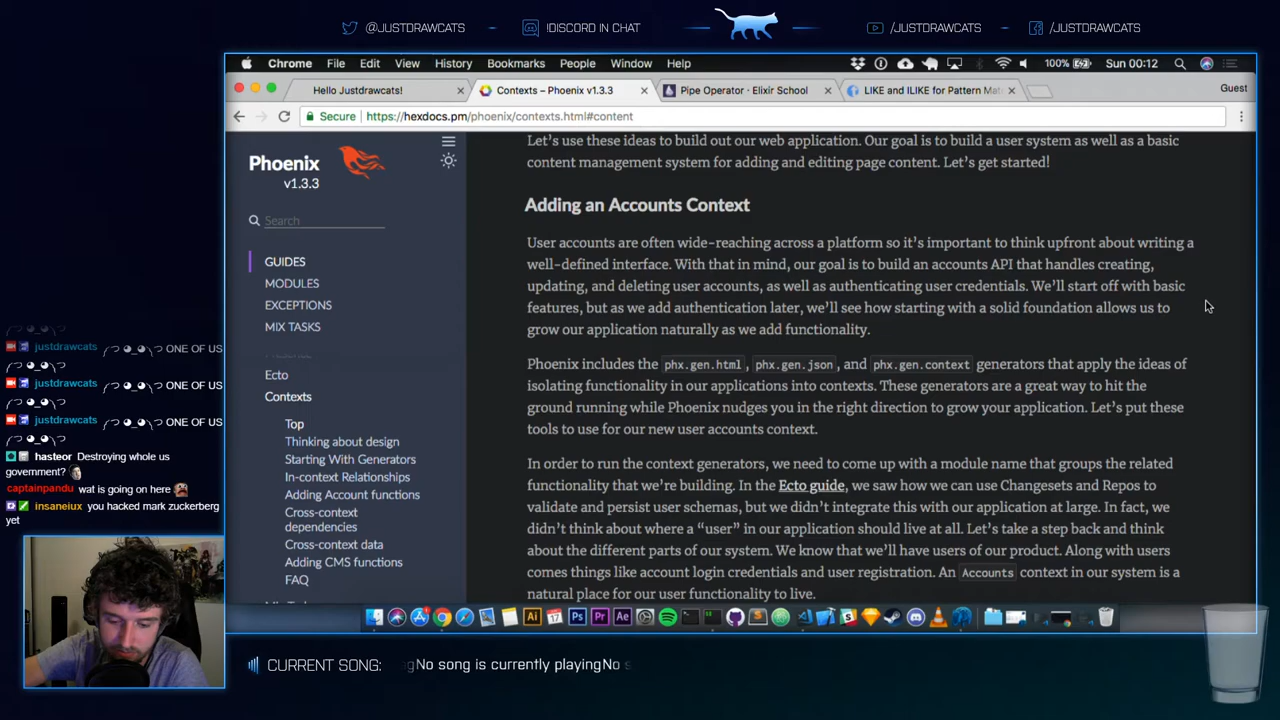 @JUSTDRAWCATS
!DISCORD IN CHAT
/JUSTDRAWCATS
/JUSTDRAWCATS
Chrome File Edit View History Bookmarks People Window Help
100% Sun 00:12
Hello Justdrawcats!
Contexts – Phoenix v1.3.3
Pipe Operator · Elixir School
LIKE and ILIKE for Pattern Mat
Guest
Secure https://hexdocs.pm/phoenix/contexts.html#content
Phoenix
v1.3.3
Search
GUIDES
MODULES
EXCEPTIONS
MIX TASKS
Ecto
Contexts
Top
Thinking about design
Starting With Generators
In-context Relationships
Adding Account functions
Cross-context
dependencies
Cross-context data
Adding CMS functions
FAQ
Let's use these ideas to build out our web application. Our goal is to build a user system as well as a basic
content management system for adding and editing page content. Let's get started!
Adding an Accounts Context
User accounts are often wide-reaching across a platform so it's important to think upfront about writing a
well-defined interface. With that in mind, our goal is to build an accounts API that handles creating,
updating, and deleting user accounts, as well as authenticating user credentials. We'll start off with basic
features, but as we add authentication later, we'll see how starting with a solid foundation allows us to
grow our application naturally as we add functionality.
Phoenix includes the phx.gen.html, phx.gen.json, and phx.gen.context generators that apply the ideas of
isolating functionality in our applications into contexts. These generators are a great way to hit the
ground running while Phoenix nudges you in the right direction to grow your application. Let's put these
tools to use for our new user accounts context.
In order to run the context generators, we need to come up with a module name that groups the related
functionality that we're building. In the Ecto guide, we saw how we can use Changesets and Repos to
validate and persist user schemas, but we didn't integrate this with our application at large. In fact, we
didn't think about where a “user” in our application should live at all. Let's take a step back and think
about the different parts of our system. We know that we'll have users of our product. Along with users
comes things like account login credentials and user registration. An Accounts context in our system is a
natural place for our user functionality to live.
justdrawcats ONE OF US
justdrawcats ONE OF US
justdrawcats ONE OF US
hasteor Destroying whole us
government?
captainpandu wat is going on here
insaneiux you hacked mark zuckerberg
yet
CURRENT SONG:
No song is currently playing